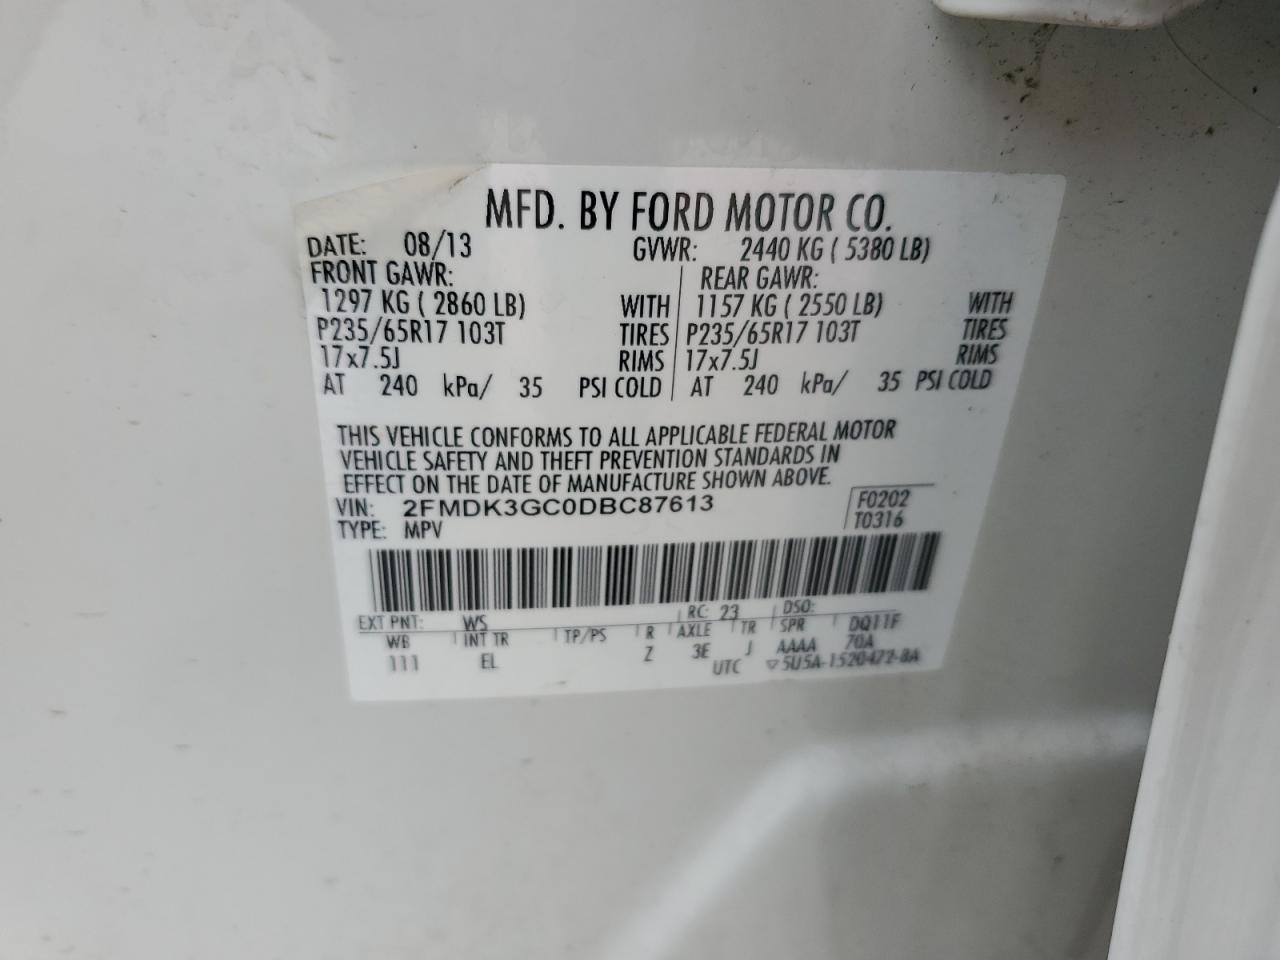 MFD. BY FORD MOTOR CO.
DATE: 08/13 GVWR: 2440 KG ( 5380 LB)
FRONT GAWR: REAR GAWR:
1297 KG ( 2860 LB) WITH 1157 KG ( 2550 LB) WITH
P235/65R17 103T TIRES P235/65R17 103T TIRES
17x7.5J RIMS 17x7.5J RIMS
AT 240 kPa/ 35 PSI COLD AT 240 kPa/ 35 PSI COLD
THIS VEHICLE CONFORMS TO ALL APPLICABLE FEDERAL MOTOR
VEHICLE SAFETY AND THEFT PREVENTION STANDARDS IN
EFFECT ON THE DATE OF MANUFACTURE SHOWN ABOVE.
VIN: 2FMDK3GC0DBC87613 F0202
TYPE: MPV T0316
EXT PNT: WS RC: 23 DSO:
WB INT TR TP/PS R AXLE TR SPR DQ11F
111 EL Z 3E J AAAA 70A
UTC ▽5U5A-1520472-BA